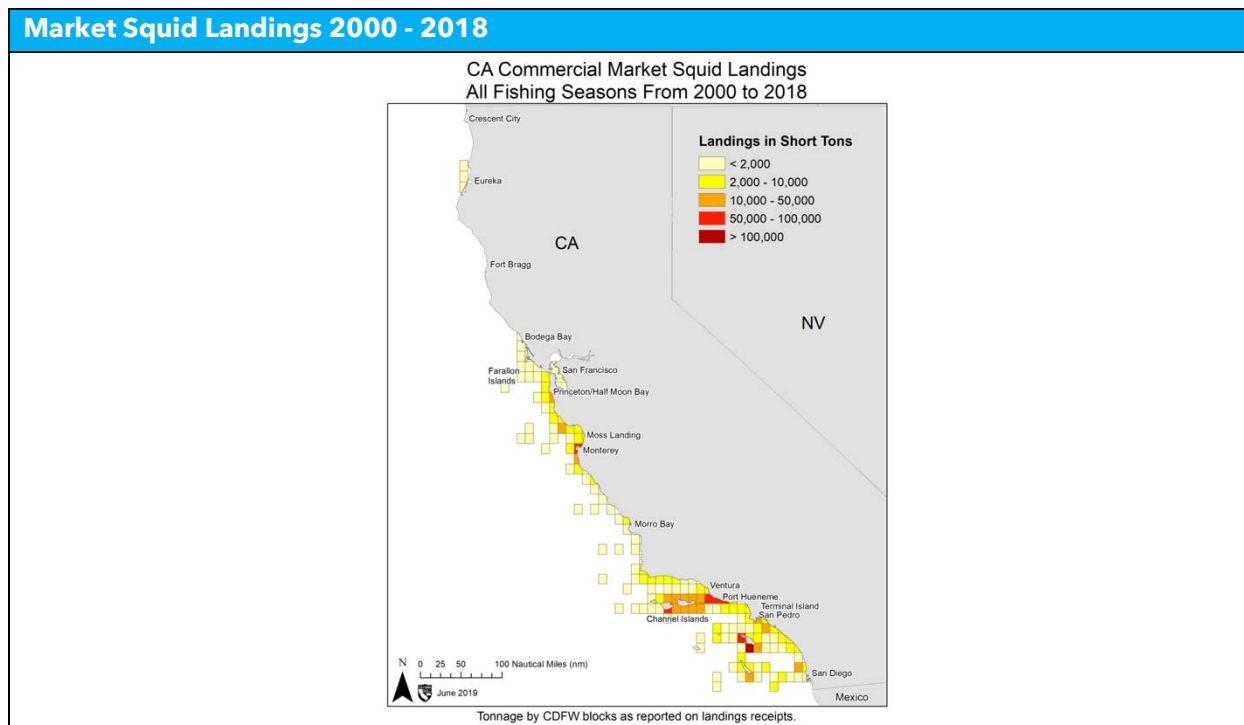 Market Squid Landings 2000 - 2018
CA Commercial Market Squid Landings
All Fishing Seasons From 2000 to 2018
Crescent City
Landings in Short Tons
< 2,000
2,000 - 10,000
10,000 - 50,000
50,000 - 100,000
> 100,000
Eureka
CA
Fort Bragg
NV
Bodega Bay
Farallon
Islands
San Francisco
Princeton/Half Moon Bay
Moss Landing
Monterey
Morro Bay
Ventura
Port Hueneme
Terminal Island
San Pedro
Channel Islands
San Diego
Mexico
N
0 25 50 100 Nautical Miles (nm)
June 2019
Tonnage by CDFW blocks as reported on landings receipts.